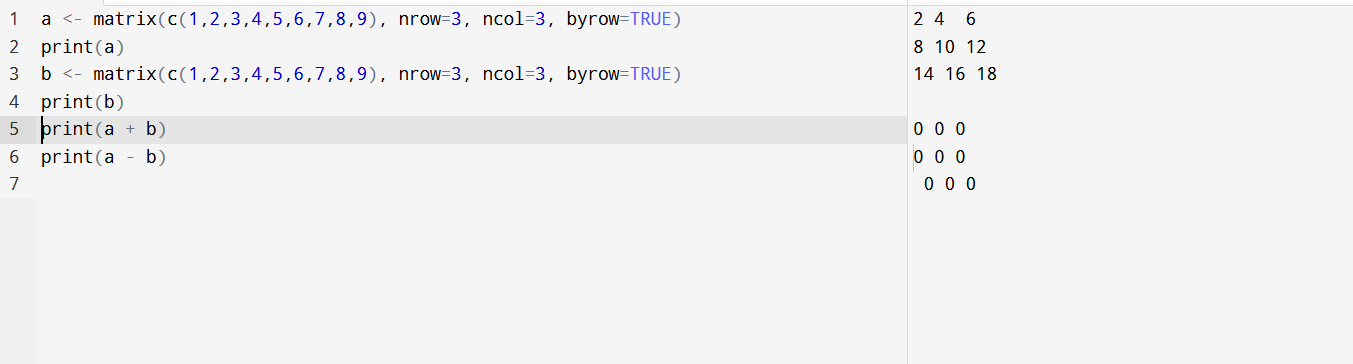 1 a <- matrix(c(1,2,3,4,5,6,7,8,9), nrow=3, ncol=3, byrow=TRUE)
2 print(a)
3 b <- matrix(c(1,2,3,4,5,6,7,8,9), nrow=3, ncol=3, byrow=TRUE)
4 print(b)
5 print(a + b)
6 print(a - b)
7
2 4  6
8 10 12
14 16 18
0 0 0
0 0 0
0 0 0